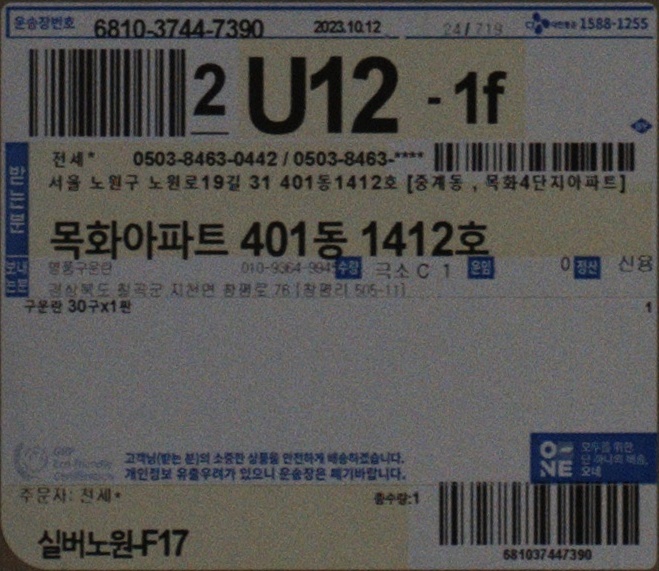 운송장번호 6810-3744-7390 2023.10.12 24/719 CJ대한통운 1588-1255
2 U12 -1f
받는분
전세* 0503-8463-0442 / 0503-8463-****
서울 노원구 노원로19길 31 401동1412호 [중계동 , 목화4단지아파트]
목화아파트 401동 1412호
보내는분
명품구운란 수량 극소C 1 운임 0 정산 신용
경상북도 칠곡군 지천면 창평로 76 [창평리 505-11]
구운란 30구x1판 1
고객님(받는 분)의 소중한 상품을 안전하게 배송하겠습니다.
개인정보 유출우려가 있으니 운송장은 폐기바랍니다.
O-NE
모두를 위한
단 하나의 배송,
오네
주문자: 전세* 총수량:1
실버노원-F17
681037447390